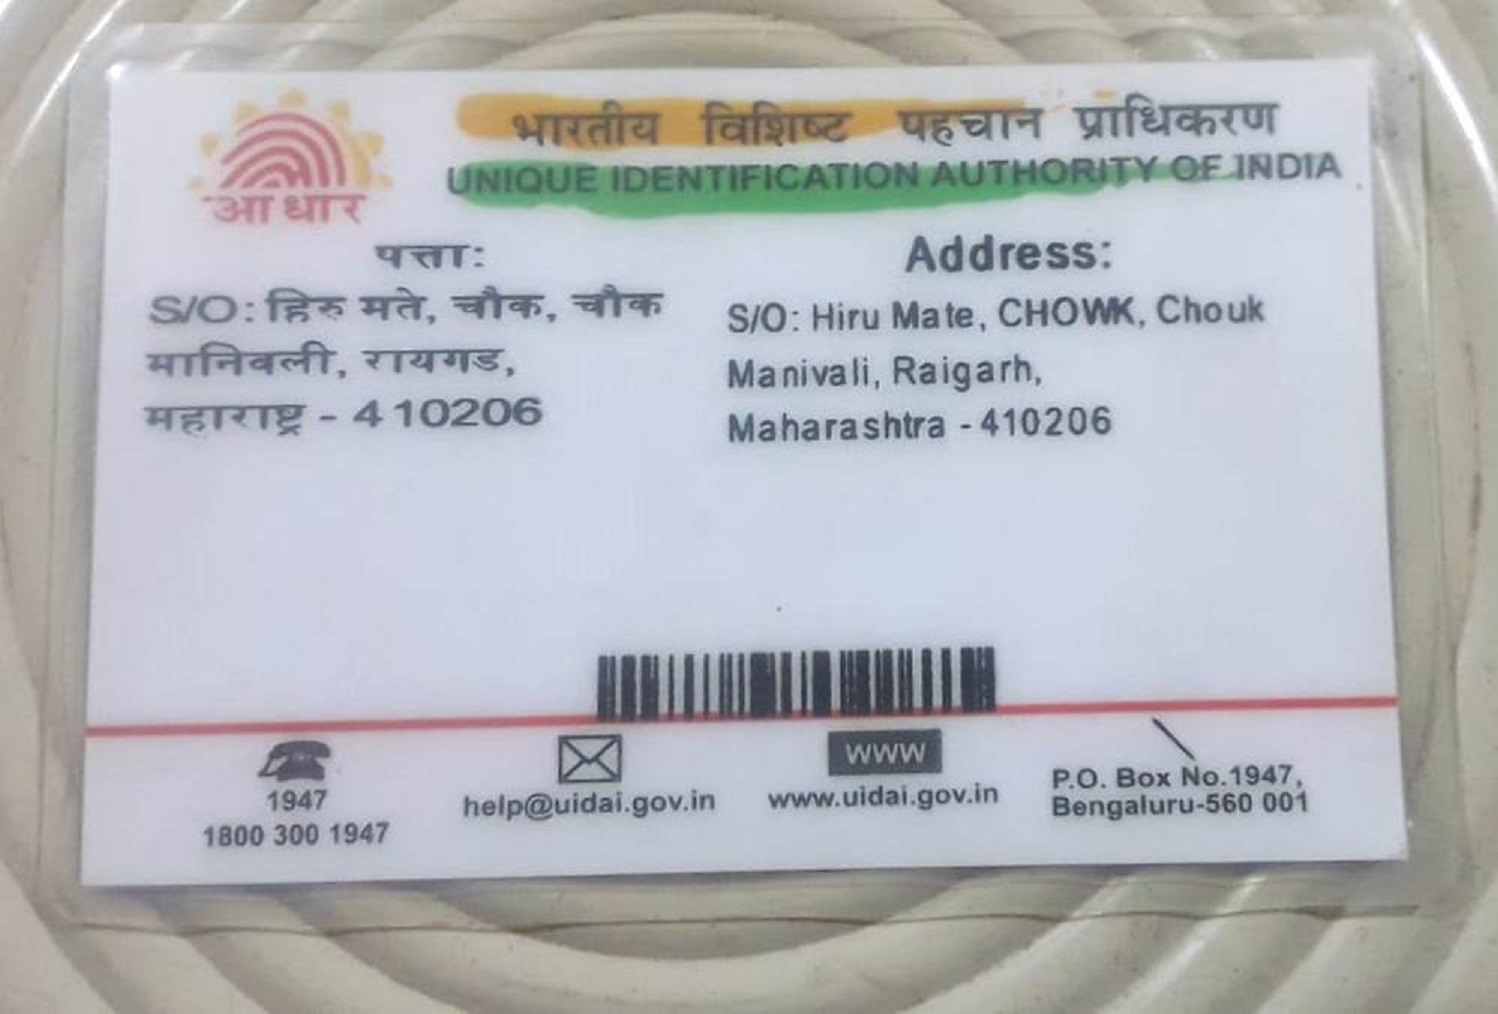 भारतीय विशिष्ट पहचान प्राधिकरण
UNIQUE IDENTIFICATION AUTHORITY OF INDIA
आधार
पत्ता:
S/O: हिरु मते, चौक, चौक
मानिवली, रायगड,
महाराष्ट्र - 410206
Address:
S/O: Hiru Mate, CHOWK, Chouk
Manivali, Raigarh,
Maharashtra - 410206
1947
1800 300 1947
help@uidai.gov.in
www
www.uidai.gov.in
P.O. Box No.1947,
Bengaluru-560 001